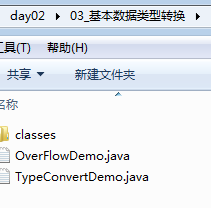 day02 ▸ 03_基本数据类型转换
工具(T) 帮助(H)
共享 ▼ 新建文件夹
名称
classes
OverFlowDemo.java
TypeConvertDemo.java